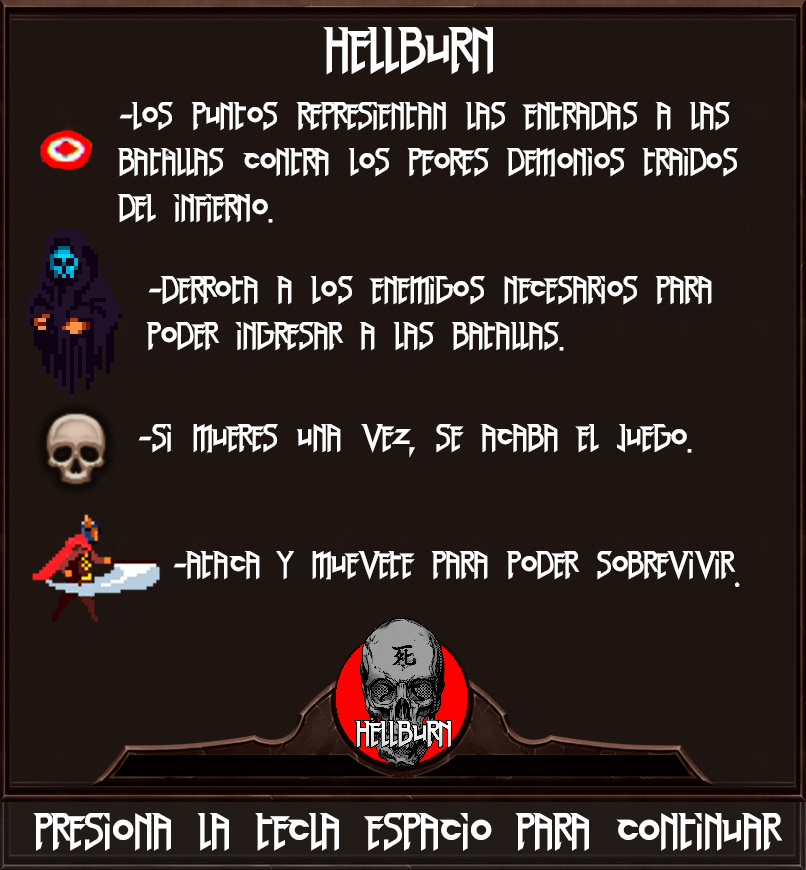 HELLBURN
-LOS PUNTOS REPRESIENTAN LAS ENTRADAS A LAS
BATALLAS CONTRA LOS PEORES DEMONIOS TRAIDOS
DEL INFIERNO.
-DERROTA A LOS ENEMIGOS NECESARIOS PARA
PODER INGRESAR A LAS BATALLAS.
-SI MUERES UNA VEZ, SE ACABA EL JUEGO.
-ATACA Y MUEVETE PARA PODER SOBREVIVIR.
死
HELLBURN
PRESIONA LA TECLA ESPACIO PARA CONTINUAR